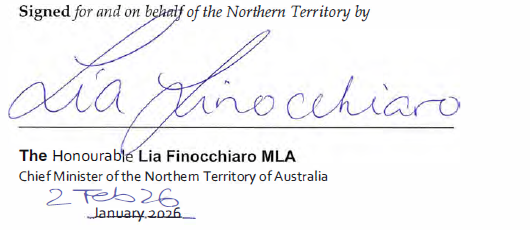 Signed for and on behalf of the Northern Territory by
Lia Finocchiaro
The Honourable Lia Finocchiaro MLA
Chief Minister of the Northern Territory of Australia
2 Feb 26
January 2026